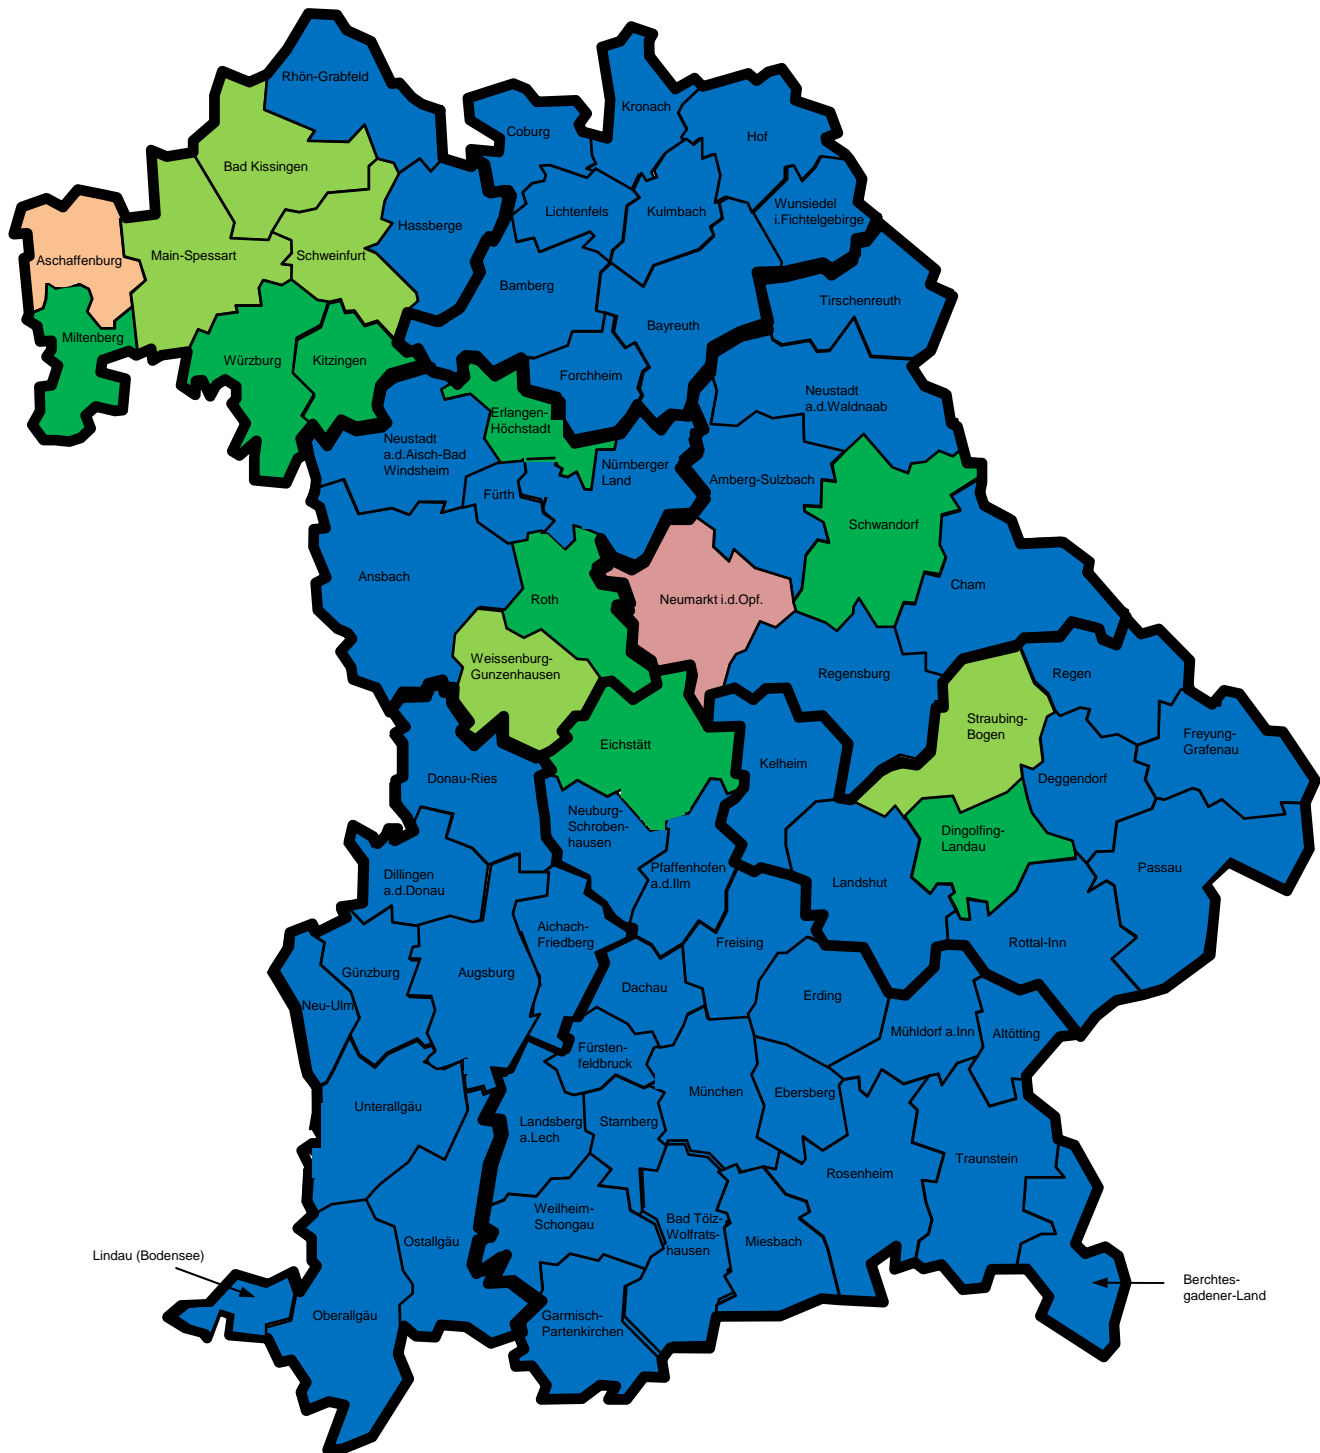 Rhön-Grabfeld
Kronach
Coburg
Hof
Bad Kissingen
Wunsiedel
i.Fichtelgebirge
Lichtenfels
Kulmbach
Hassberge
Main-Spessart
Schweinfurt
Aschaffenburg
Bamberg
Tirschenreuth
Bayreuth
Miltenberg
Würzburg
Kitzingen
Forchheim
Neustadt
a.d.Waldnaab
Erlangen-
Höchstadt
Neustadt
a.d.Aisch-Bad
Windsheim
Nürnberger
Land
Amberg-Sulzbach
Fürth
Schwandorf
Ansbach
Cham
Roth
Neumarkt i.d.Opf.
Weissenburg-
Gunzenhausen
Regensburg
Regen
Straubing-
Bogen
Freyung-
Grafenau
Eichstätt
Kelheim
Donau-Ries
Deggendorf
Neuburg-
Schroben-
hausen
Dingolfing-
Landau
Pfaffenhofen
a.d.Ilm
Dillingen
a.d.Donau
Landshut
Passau
Aichach-
Friedberg
Freising
Rottal-Inn
Günzburg
Augsburg
Dachau
Erding
Neu-Ulm
Mühldorf a.Inn
Altötting
Fürsten-
feldbruck
München
Ebersberg
Unterallgäu
Landsberg
a.Lech
Starnberg
Traunstein
Rosenheim
Weilheim-
Schongau
Bad Tölz-
Wolfrats-
hausen
Ostallgäu
Miesbach
Lindau (Bodensee)
Berchtes-
gadener-Land
Oberallgäu
Garmisch-
Partenkirchen